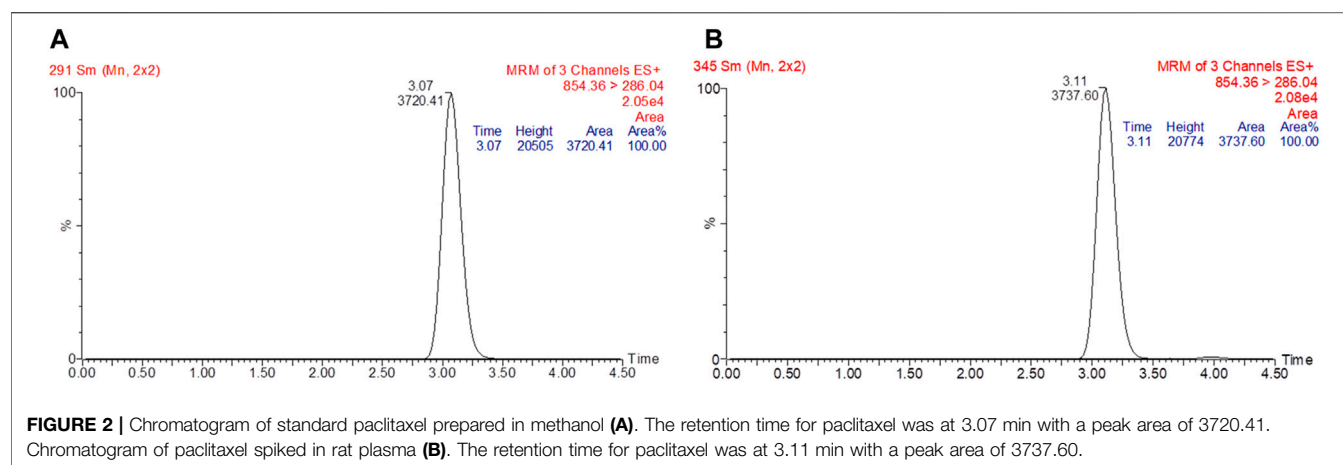 A
291 Sm (Mn, 2x2)
MRM of 3 Channels ES+
854.36 > 286.04
2.05e4
Area
3.07
3720.41
Time Height Area Area%
3.07 20505 3720.41 100.00
100
%
0
0.00 0.50 1.00 1.50 2.00 2.50 3.00 3.50 4.00 4.50
Time
B
345 Sm (Mn, 2x2)
MRM of 3 Channels ES+
854.36 > 286.04
2.08e4
Area
3.11
3737.60
Time Height Area Area%
3.11 20774 3737.60 100.00
100
%
0
0.00 0.50 1.00 1.50 2.00 2.50 3.00 3.50 4.00 4.50
Time
FIGURE 2 | Chromatogram of standard paclitaxel prepared in methanol (A). The retention time for paclitaxel was at 3.07 min with a peak area of 3720.41.
Chromatogram of paclitaxel spiked in rat plasma (B). The retention time for paclitaxel was at 3.11 min with a peak area of 3737.60.